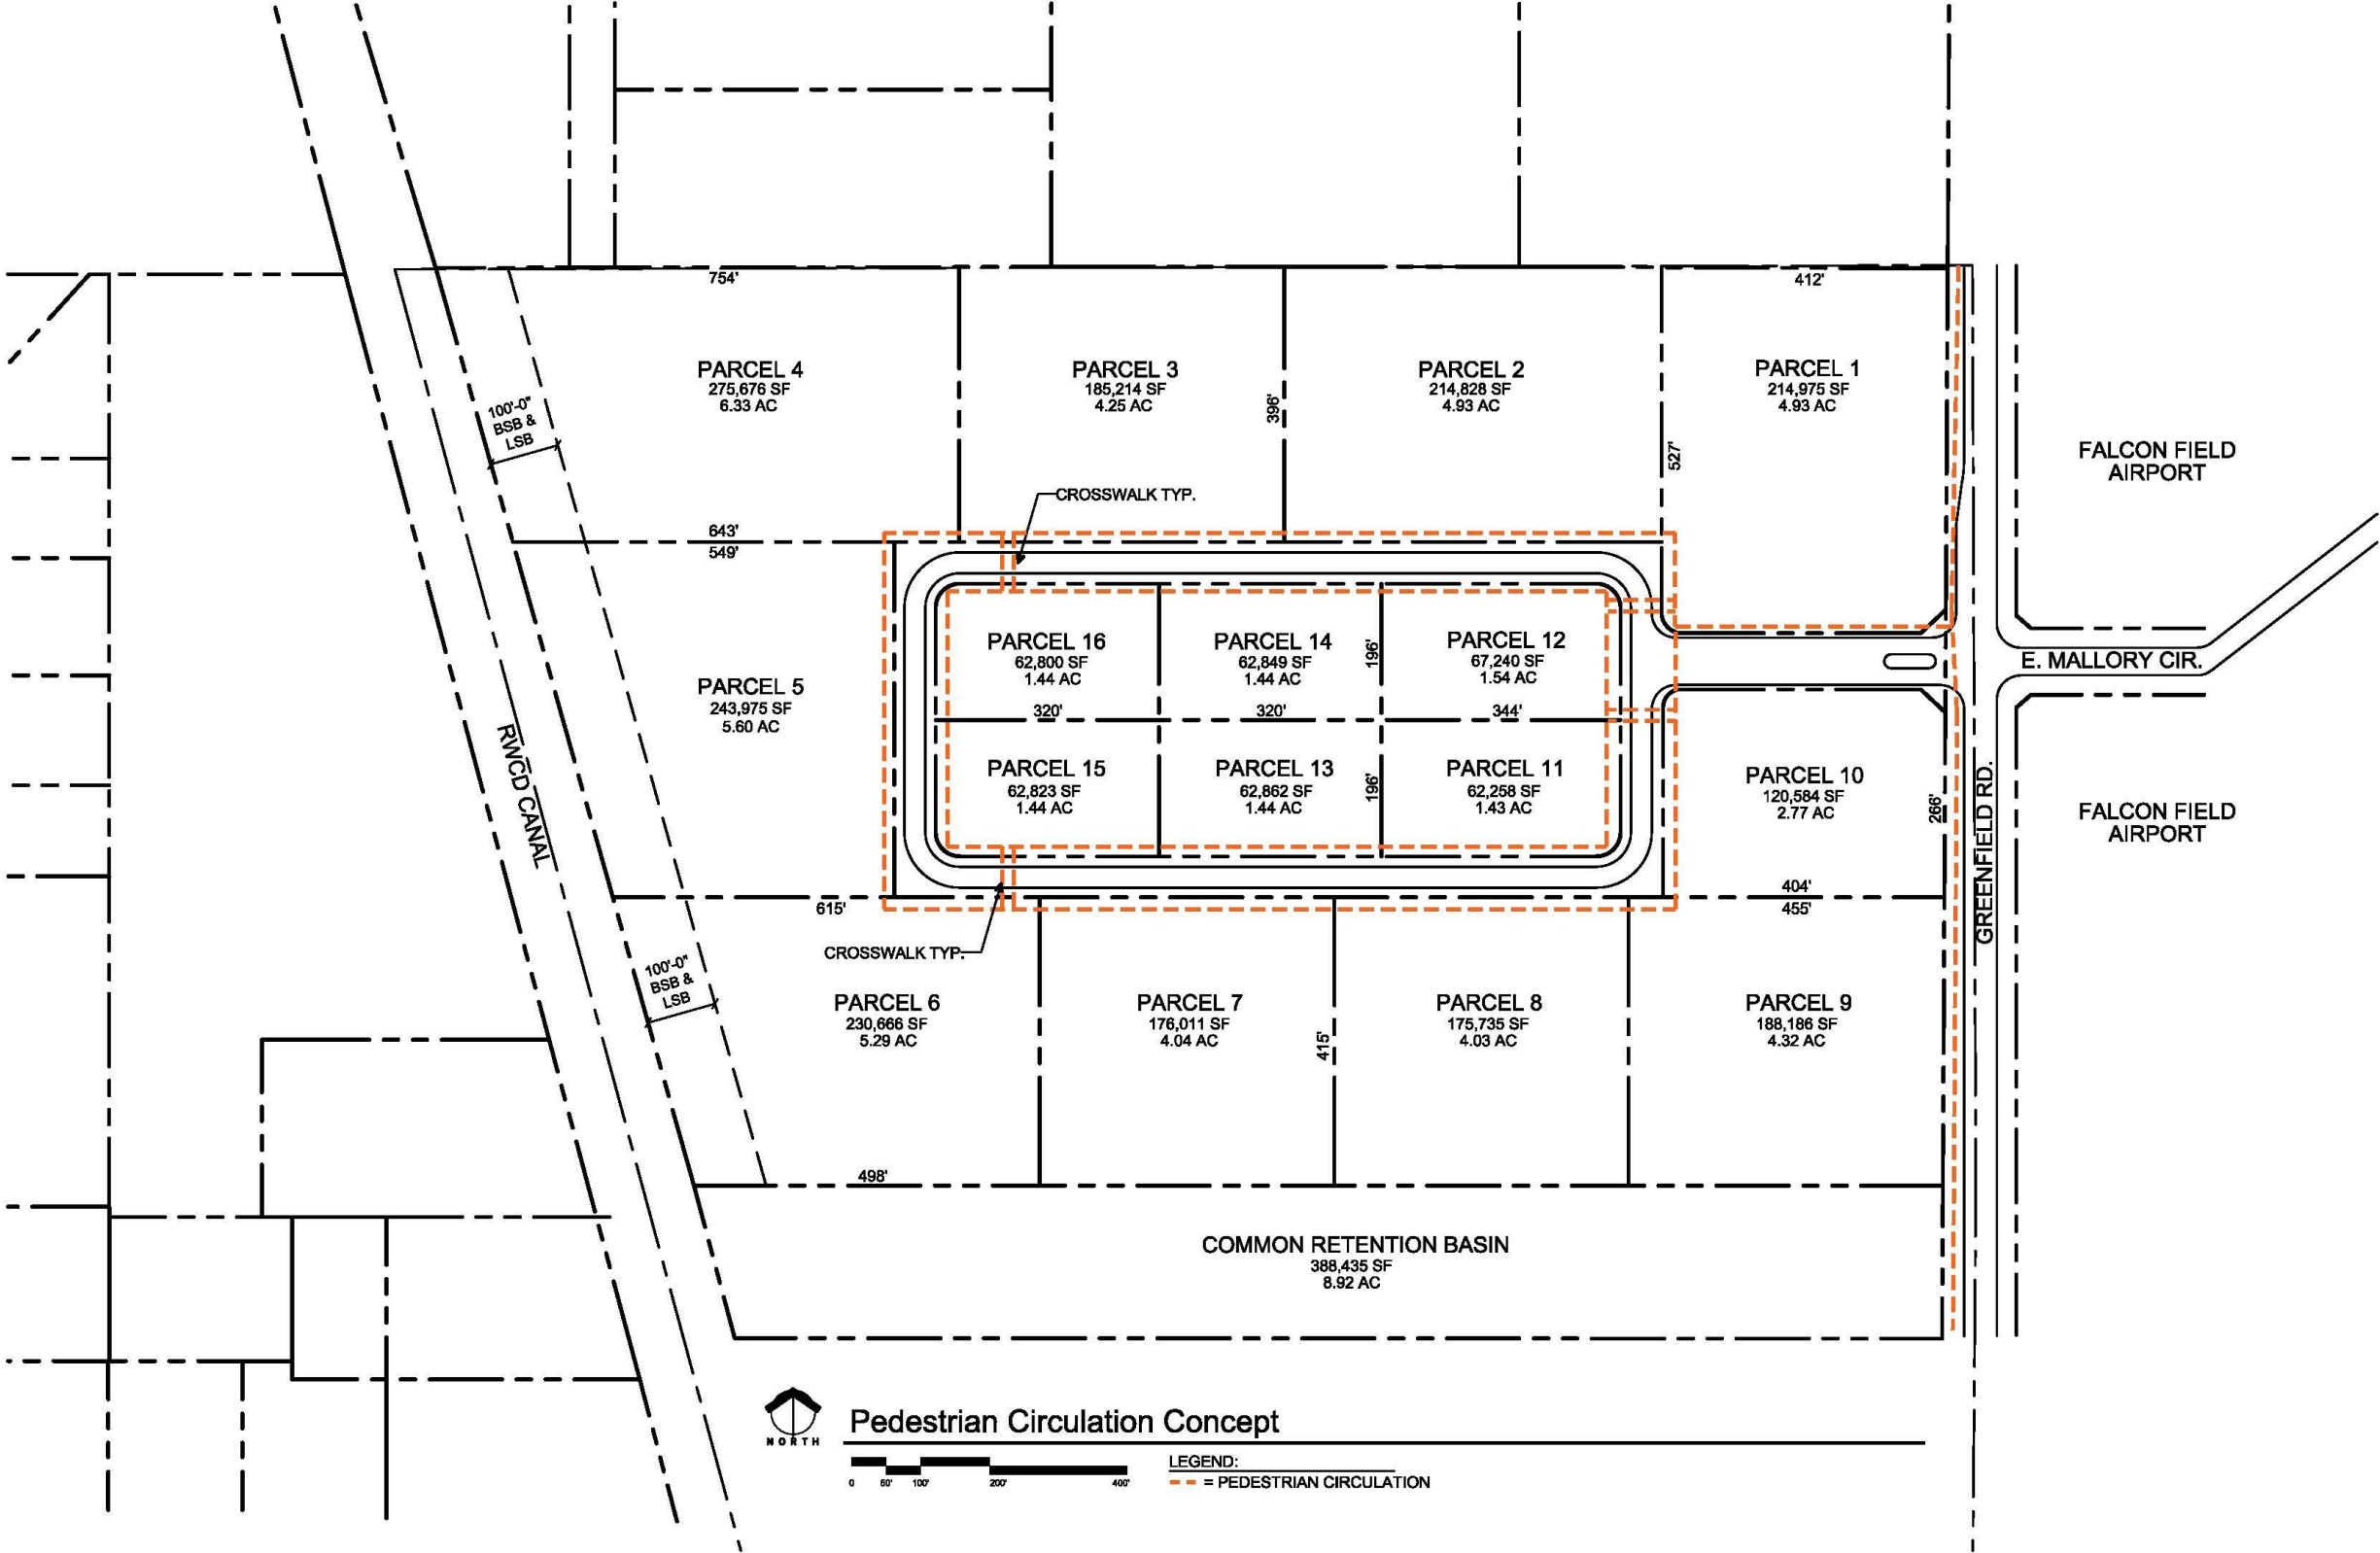 754'
412'
PARCEL 4
275,676 SF
6.33 AC
PARCEL 3
185,214 SF
4.25 AC
396'
PARCEL 2
214,828 SF
4.93 AC
PARCEL 1
214,975 SF
4.93 AC
527'
100'-0"
BSB &
LSB
FALCON FIELD
AIRPORT
CROSSWALK TYP.
643'
549'
PARCEL 16
62,800 SF
1.44 AC
PARCEL 14
62,849 SF
1.44 AC
196'
PARCEL 12
67,240 SF
1.54 AC
E. MALLORY CIR.
PARCEL 5
243,975 SF
5.60 AC
320'
320'
344'
RWCD CANAL
PARCEL 15
62,823 SF
1.44 AC
PARCEL 13
62,862 SF
1.44 AC
196'
PARCEL 11
62,258 SF
1.43 AC
PARCEL 10
120,584 SF
2.77 AC
266'
GREENFIELD RD.
FALCON FIELD
AIRPORT
615'
404'
455'
CROSSWALK TYP.
100'-0"
BSB &
LSB
PARCEL 6
230,666 SF
5.29 AC
PARCEL 7
176,011 SF
4.04 AC
415'
PARCEL 8
175,735 SF
4.03 AC
PARCEL 9
188,186 SF
4.32 AC
498'
COMMON RETENTION BASIN
388,435 SF
8.92 AC
NORTH
Pedestrian Circulation Concept
0 50' 100' 200' 400'
LEGEND:
= PEDESTRIAN CIRCULATION